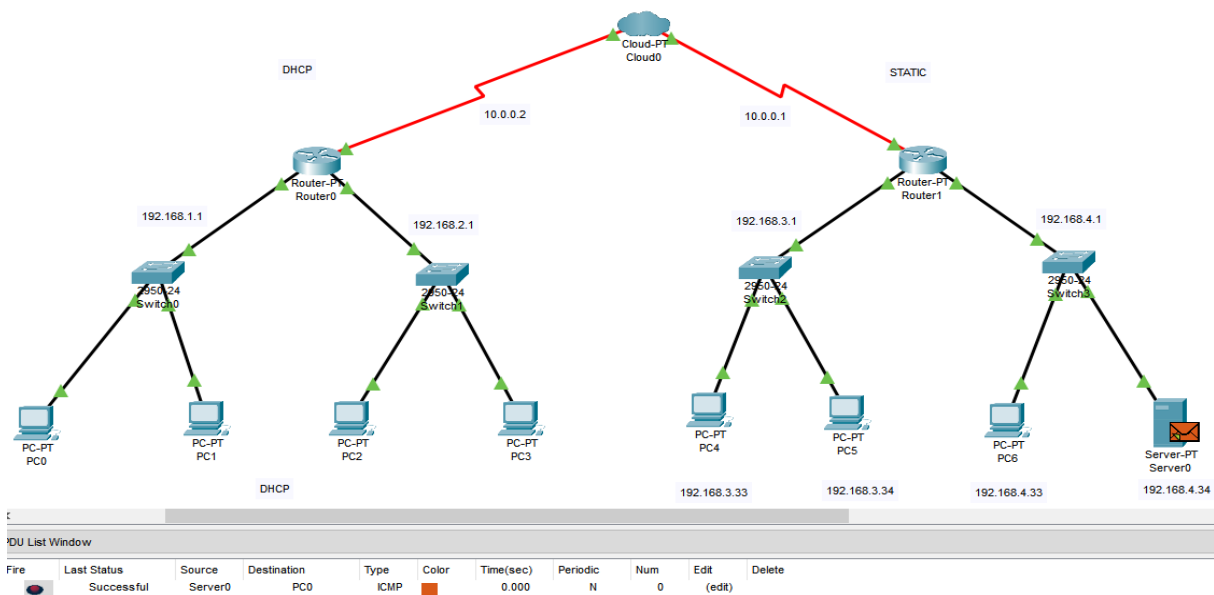 Cloud-PT
Cloud0
DHCP
STATIC
10.0.0.2
10.0.0.1
Router-PT
Router0
Router-PT
Router1
192.168.1.1
192.168.2.1
192.168.3.1
192.168.4.1
2950-24
Switch0
2950-24
Switch1
2950-24
Switch2
2950-24
Switch3
PC-PT
PC0
PC-PT
PC1
PC-PT
PC2
PC-PT
PC3
PC-PT
PC4
PC-PT
PC5
PC-PT
PC6
Server-PT
Server0
DHCP
192.168.3.33
192.168.3.34
192.168.4.33
192.168.4.34
PDU List Window
Fire Last Status Source Destination Type Color Time(sec) Periodic Num Edit Delete
Successful Server0 PC0 ICMP 0.000 N 0 (edit)